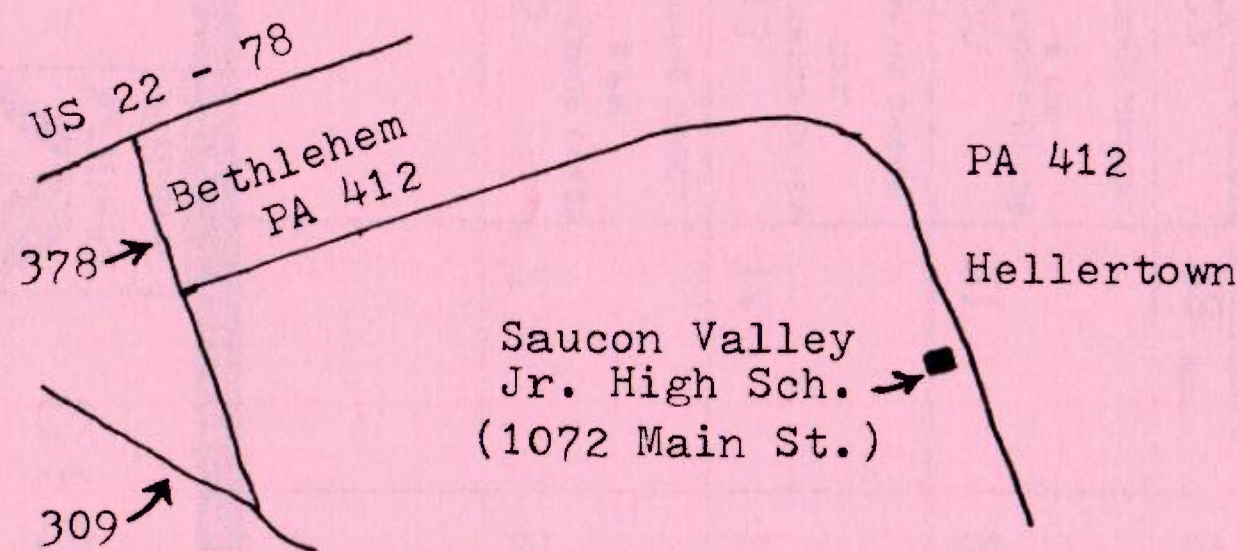 US 22 - 78
Bethlehem
PA 412
PA 412
378
Hellertown
Saucon Valley
Jr. High Sch.
(1072 Main St.)
309